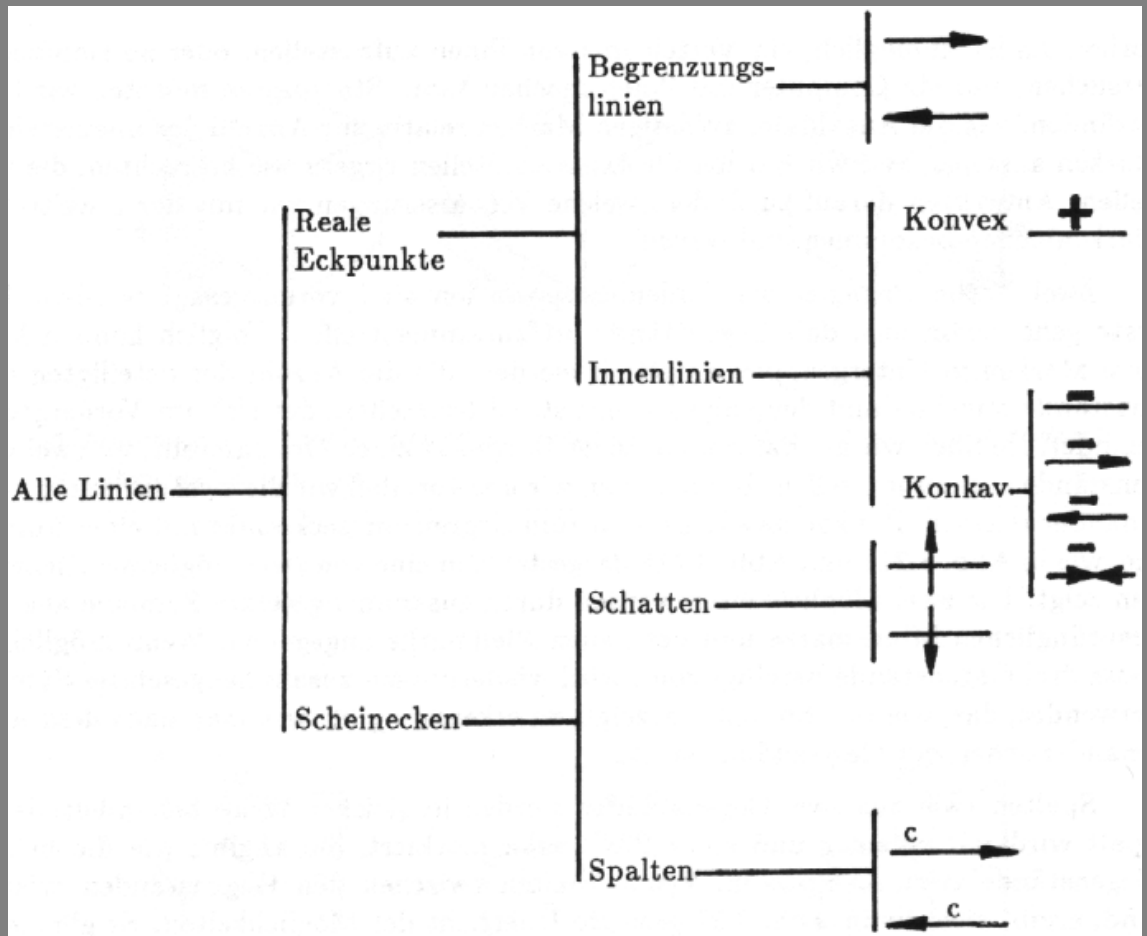 Begrenzungs-
linien
Reale
Eckpunkte
Konvex
+
Innenlinien
-
-
Alle Linien
Konkav
-
-
Schatten
Scheinecken
c
Spalten
c